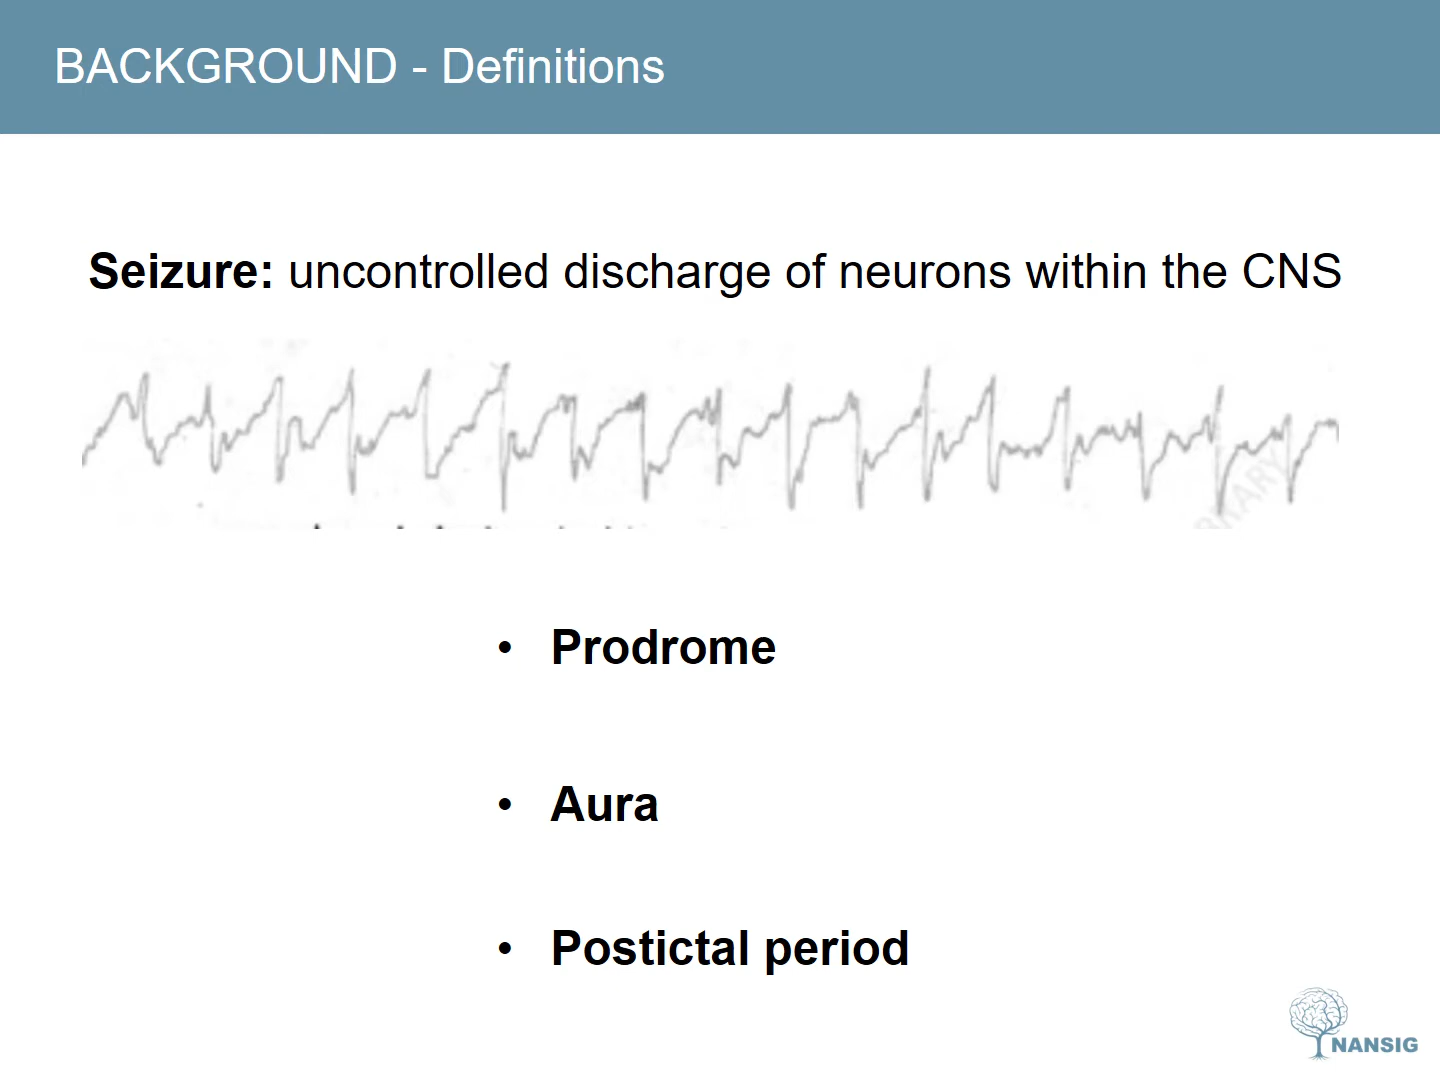 BACKGROUND - Definitions
Seizure: uncontrolled discharge of neurons within the CNS
• Prodrome
• Aura
• Postictal period
NANSIG